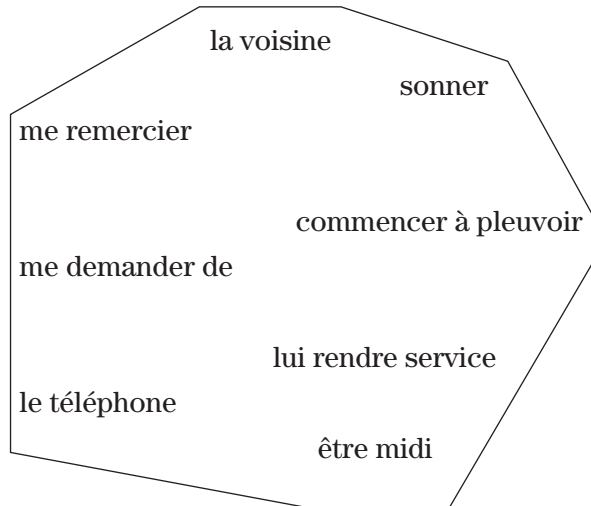 la voisine
sonner
me remercier
commencer à pleuvoir
me demander de
lui rendre service
le téléphone
être midi